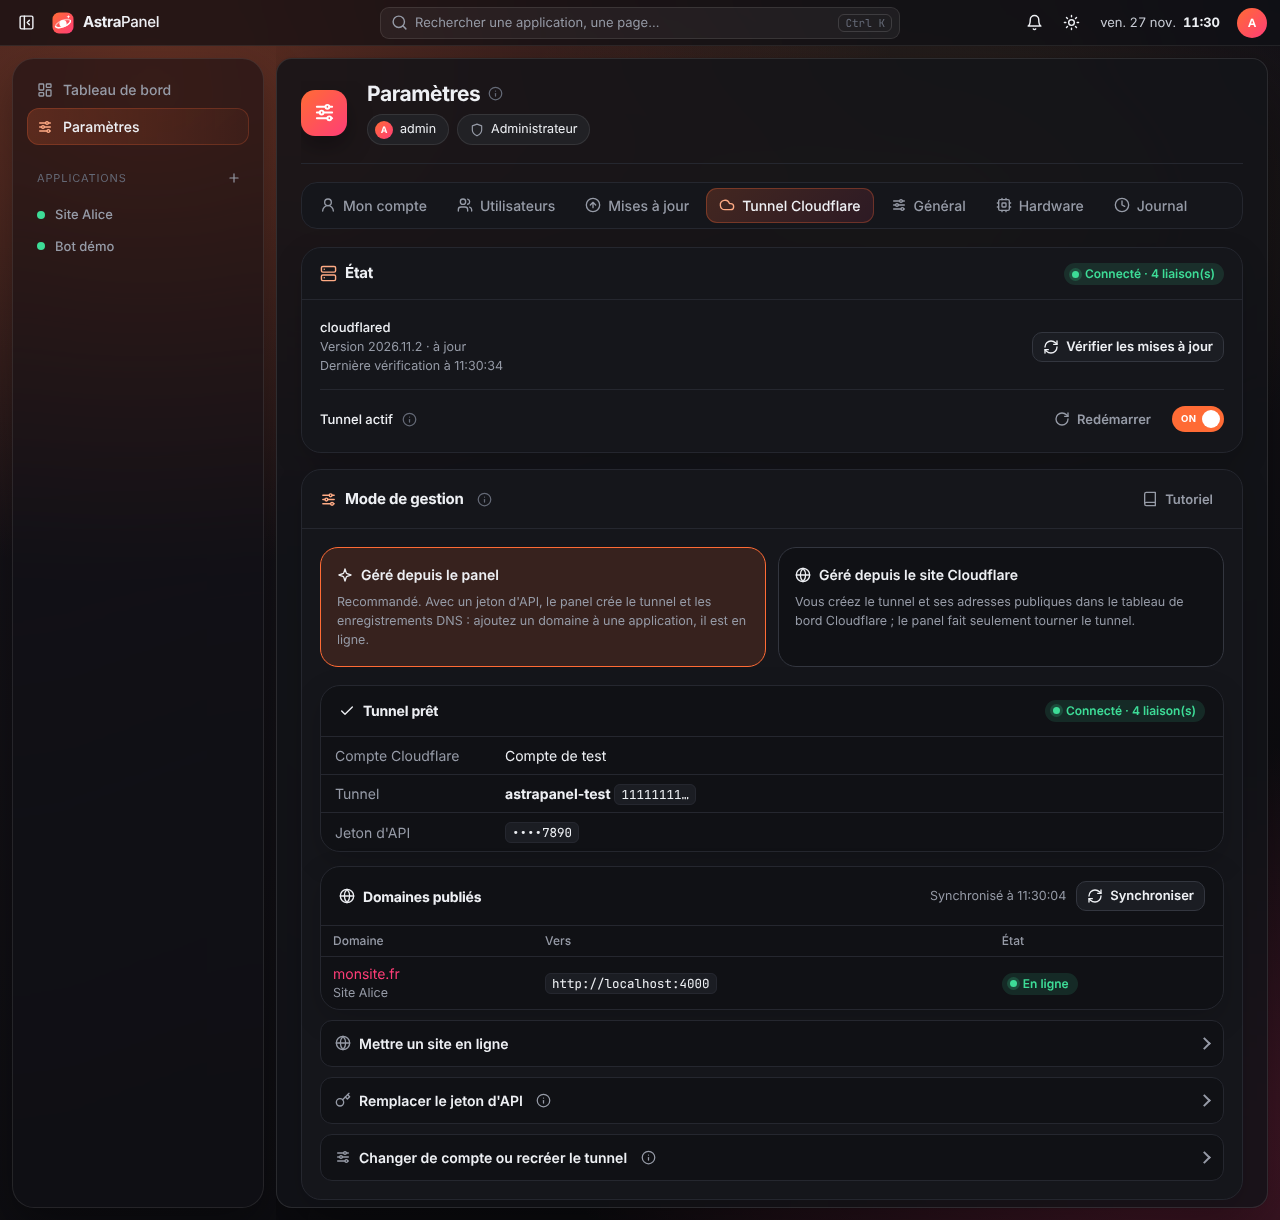 AstraPanel
Rechercher une application, une page...
Ctrl K
ven. 27 nov. 11:30
A
Tableau de bord
Paramètres
APPLICATIONS
Site Alice
Bot démo
Paramètres
A admin
Administrateur
Mon compte
Utilisateurs
Mises à jour
Tunnel Cloudflare
Général
Hardware
Journal
État
Connecté · 4 liaison(s)
cloudflared
Version 2026.11.2 · à jour
Dernière vérification à 11:30:34
Vérifier les mises à jour
Tunnel actif
Redémarrer
ON
Mode de gestion
Tutoriel
Géré depuis le panel
Recommandé. Avec un jeton d'API, le panel crée le tunnel et les
enregistrements DNS : ajoutez un domaine à une application, il est en
ligne.
Géré depuis le site Cloudflare
Vous créez le tunnel et ses adresses publiques dans le tableau de
bord Cloudflare ; le panel fait seulement tourner le tunnel.
Tunnel prêt
Connecté · 4 liaison(s)
Compte Cloudflare
Compte de test
Tunnel
astrapanel-test 11111111…
Jeton d'API
••••7890
Domaines publiés
Synchronisé à 11:30:04
Synchroniser
Domaine
Vers
État
monsite.fr
Site Alice
http://localhost:4000
En ligne
Mettre un site en ligne
Remplacer le jeton d'API
Changer de compte ou recréer le tunnel